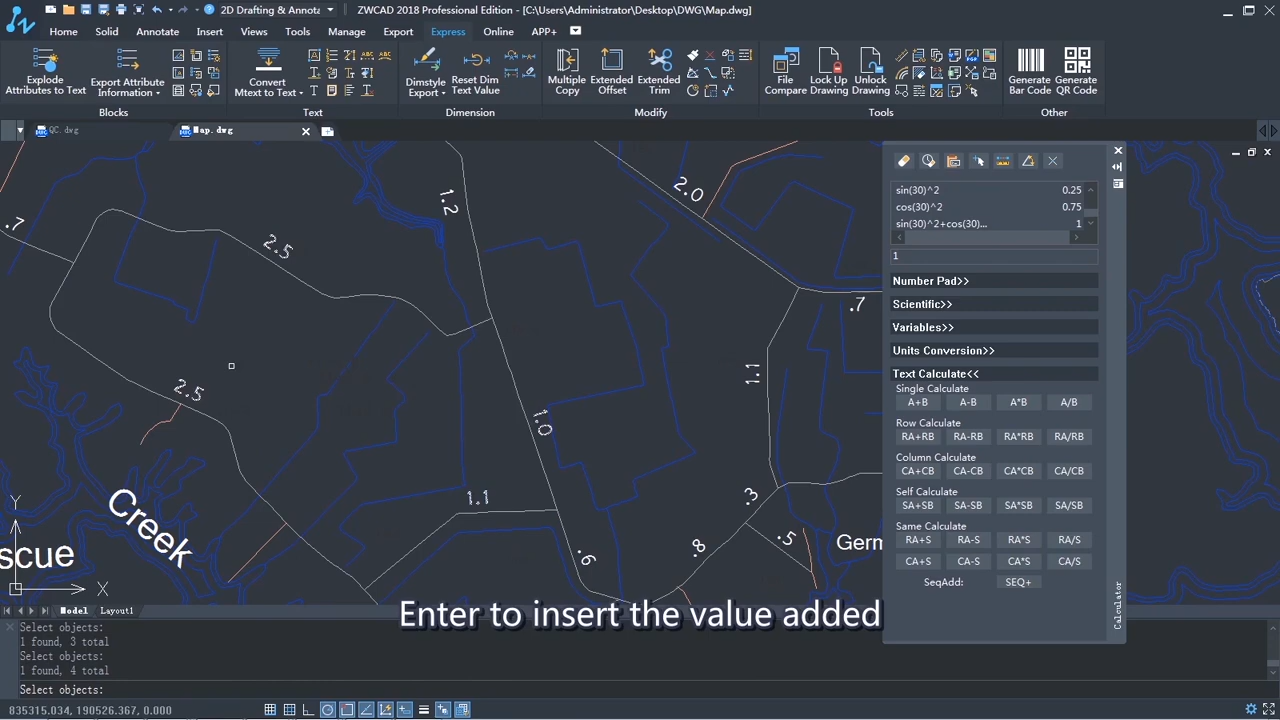 2D Drafting & Annota
ZWCAD 2018 Professional Edition - [C:\Users\Administrator\Desktop\DWG\Map.dwg]
Home Solid Annotate Insert Views Tools Manage Export Express Online APP+
Explode
Attributes to Text
Export Attribute
Information
Convert
Mtext to Text
Dimstyle
Export
Reset Dim
Text Value
Multiple
Copy
Extended
Offset
Extended
Trim
File
Compare
Lock Up
Drawing
Unlock
Drawing
Generate
Bar Code
Generate
QR Code
Blocks Text Dimension Modify Tools Other
QC.dwg Map.dwg
sin(30)^2 0.25
cos(30)^2 0.75
sin(30)^2+cos(30)... 1
1
Number Pad>>
Scientific>>
Variables>>
Units Conversion>>
Text Calculate<<
Single Calculate
A+B A-B A*B A/B
Row Calculate
RA+RB RA-RB RA*RB RA/RB
Column Calculate
CA+CB CA-CB CA*CB CA/CB
Self Calculate
SA+SB SA-SB SA*SB SA/SB
Same Calculate
RA+S RA-S RA*S RA/S
CA+S CA-S CA*S CA/S
SeqAdd: SEQ+
Calculator
1.2
2.0
.7
2.5
.7
1.1
2.5
1.0
1.1
.3
.5
.8
.6
Creek
scue
Germ
Y
X
Model Layout1
Enter to insert the value added
Select objects:
1 found, 3 total
Select objects:
1 found, 4 total
Select objects:
835315.034, 190526.367, 0.000